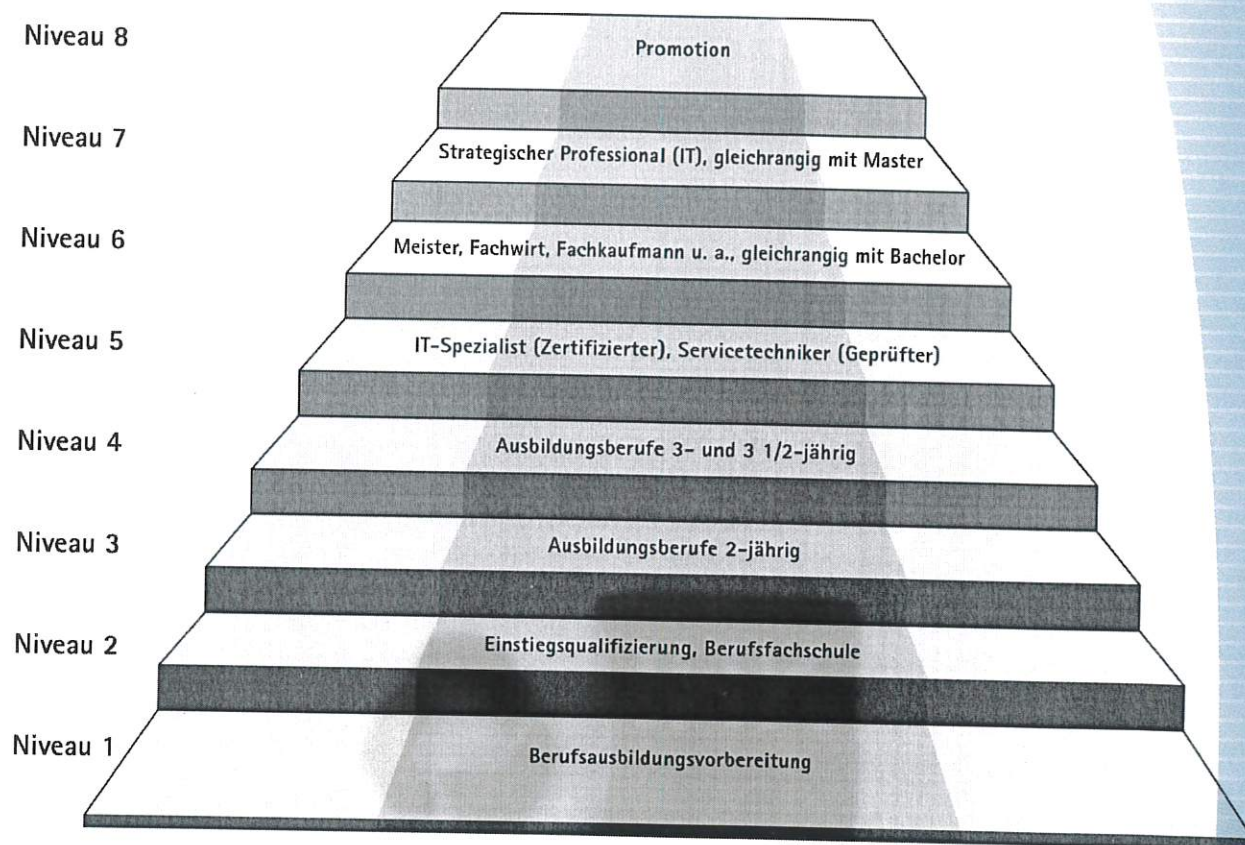 Niveau 8
Promotion
Niveau 7
Strategischer Professional (IT), gleichrangig mit Master
Niveau 6
Meister, Fachwirt, Fachkaufmann u. a., gleichrangig mit Bachelor
Niveau 5
IT-Spezialist (Zertifizierter), Servicetechniker (Geprüfter)
Niveau 4
Ausbildungsberufe 3- und 3 1/2-jährig
Niveau 3
Ausbildungsberufe 2-jährig
Niveau 2
Einstiegsqualifizierung, Berufsfachschule
Niveau 1
Berufsausbildungsvorbereitung